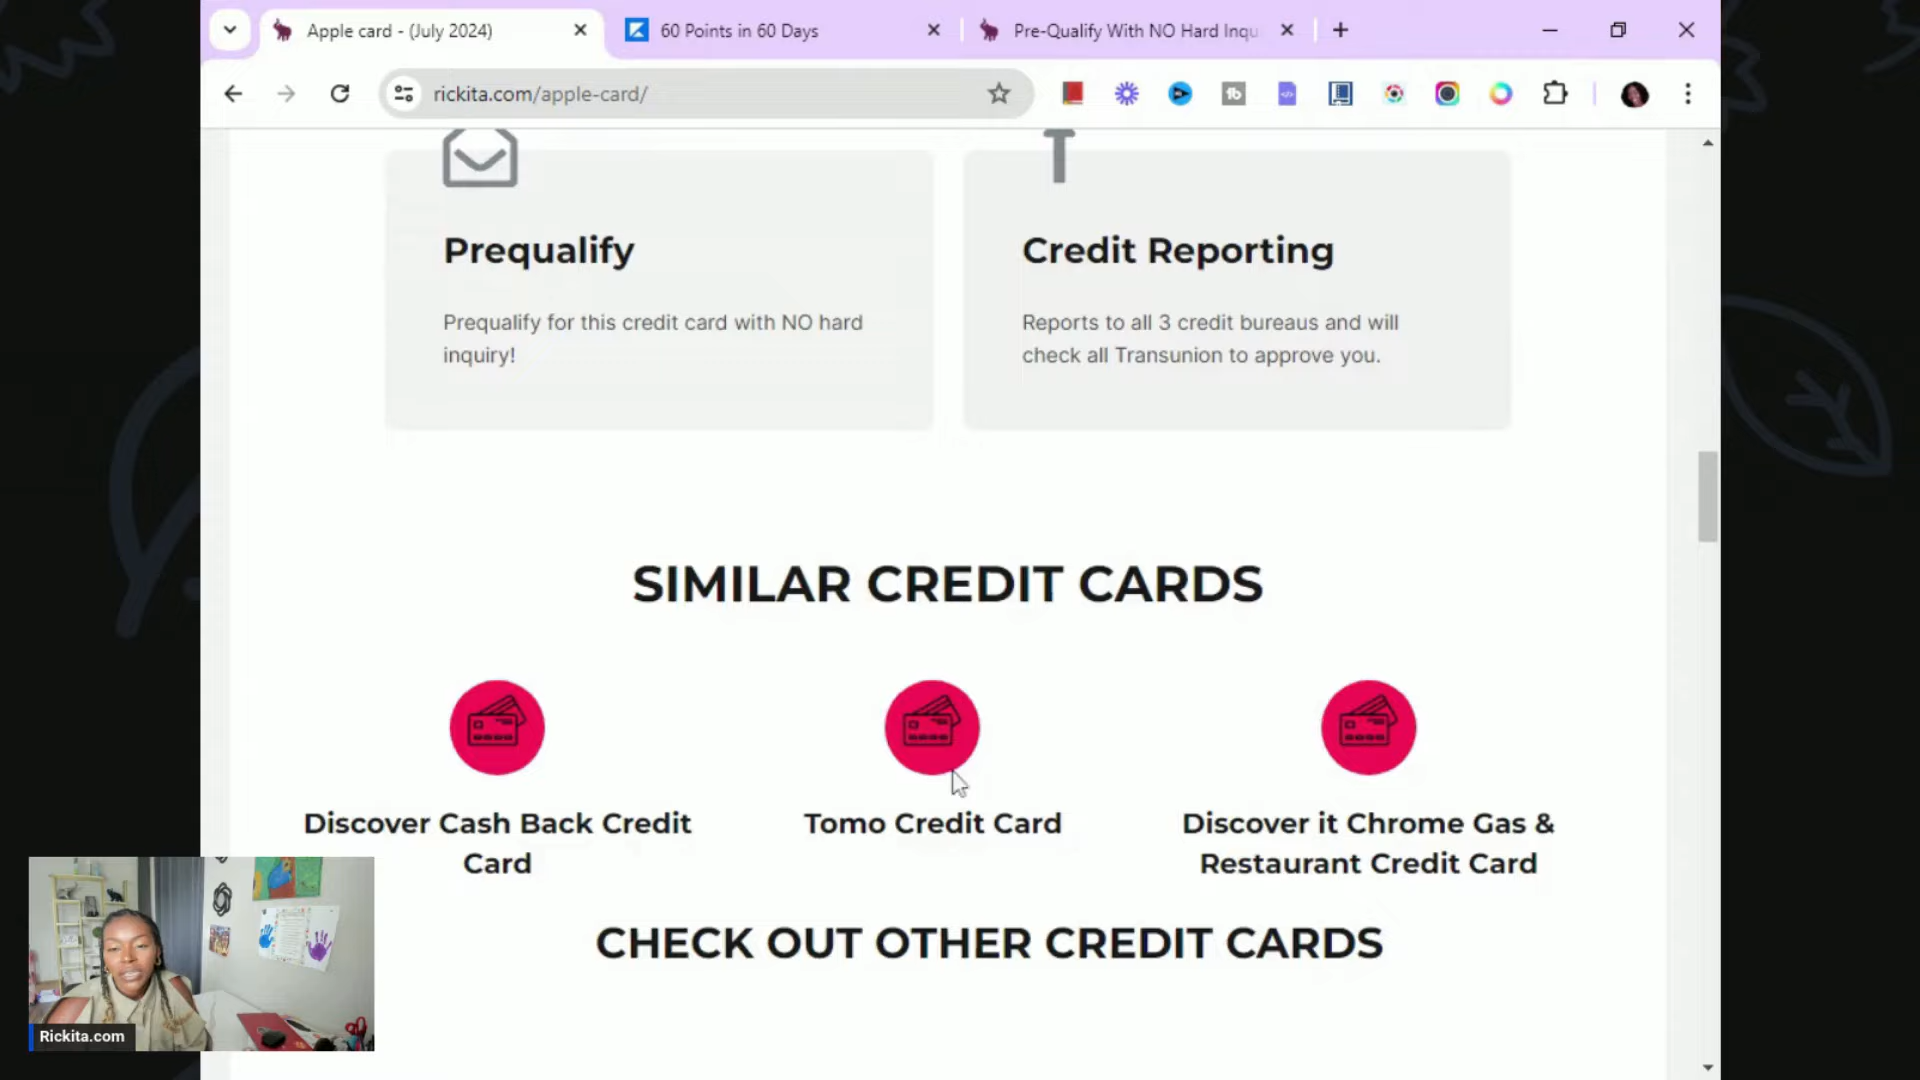 Apple card - (July 2024)
60 Points in 60 Days
Pre-Qualify With NO Hard Inqu
rickita.com/apple-card/
fb
T
Prequalify
Prequalify for this credit card with NO hard
inquiry!
Credit Reporting
Reports to all 3 credit bureaus and will
check all Transunion to approve you.
SIMILAR CREDIT CARDS
Discover Cash Back Credit
Card
Tomo Credit Card
Discover it Chrome Gas &
Restaurant Credit Card
CHECK OUT OTHER CREDIT CARDS
Rickita.com